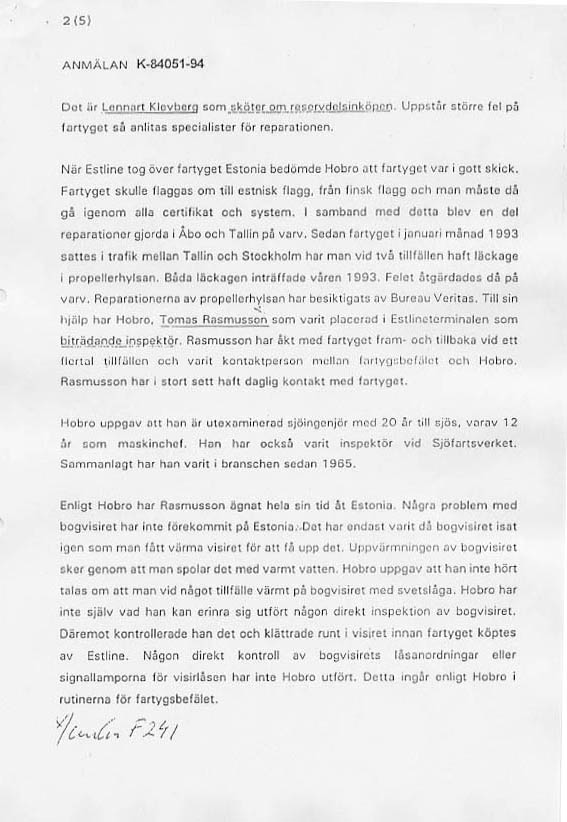 2 (5)
ANMÄLAN K-84051-94
Det är Lennart Klevberg som sköter om reservdelsinköpen. Uppstår större fel på
fartyget så anlitas specialister för reparationen.
När Estline tog över fartyget Estonia bedömde Hobro att fartyget var i gott skick.
Fartyget skulle flaggas om till estnisk flagg, från finsk flagg och man måste då
gå igenom alla certifikat och system. I samband med detta blev en del
reparationer gjorda i Åbo och Tallin på varv. Sedan fartyget i januari månad 1993
sattes i trafik mellan Tallin och Stockholm har man vid två tillfällen haft läckage
i propellerhylsan. Båda läckagen inträffade våren 1993. Felet åtgärdades då på
varv. Reparationerna av propellerhylsan har besiktigats av Bureau Veritas. Till sin
hjälp har Hobro, Tomas Rasmusson som varit placerad i Estlineterminalen som
biträdande inspektör. Rasmusson har åkt med fartyget fram- och tillbaka vid ett
flertal tillfällen och varit kontaktperson mellan fartygsbefälet och Hobro.
Rasmusson har i stort sett haft daglig kontakt med fartyget.
Hobro uppgav att han är utexaminerad sjöingenjör med 20 år till sjös, varav 12
år som maskinchef. Han har också varit inspektör vid Sjöfartsverket.
Sammanlagt har han varit i branschen sedan 1965.
Enligt Hobro har Rasmusson ägnat hela sin tid åt Estonia. Några problem med
bogvisiret har inte förekommit på Estonia. Det har endast varit då bogvisiret isat
igen som man fått värma visiret för att få upp det. Uppvärmningen av bogvisiret
sker genom att man spolar det med varmt vatten. Hobro uppgav att han inte hört
talas om att man vid något tillfälle värmt på bogvisiret med svetslåga. Hobro har
inte själv vad han kan erinra sig utfört någon direkt inspektion av bogvisiret.
Däremot kontrollerade han det och klättrade runt i visiret innan fartyget köptes
av Estline. Någon direkt kontroll av bogvisirets låsanordningar eller
signallamporna för visirlåsen har inte Hobro utfört. Detta ingår enligt Hobro i
rutinerna för fartygsbefälet.
F241